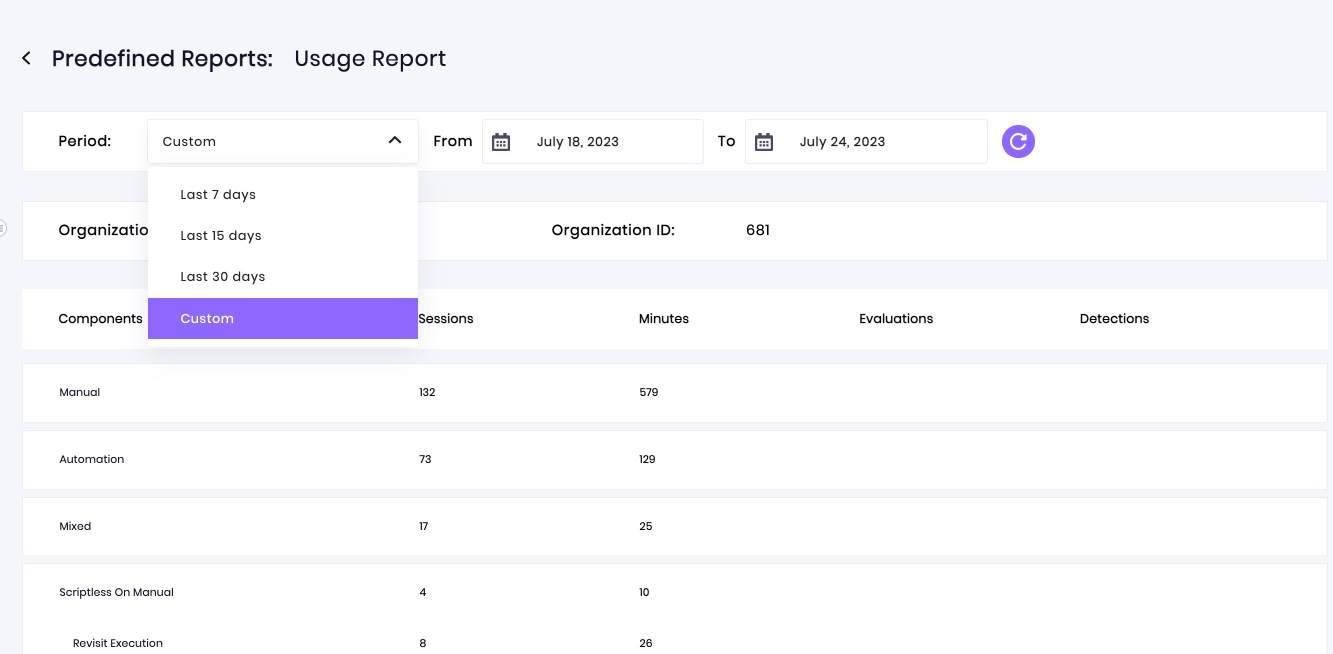 Predefined Reports: Usage Report
Period: Custom From July 18, 2023 To July 24, 2023
Last 7 days
Last 15 days
Last 30 days
Custom
Organization ID: 681
Components Sessions Minutes Evaluations Detections
Manual 132 579
Automation 73 129
Mixed 17 25
Scriptless On Manual 4 10
Revisit Execution 8 26